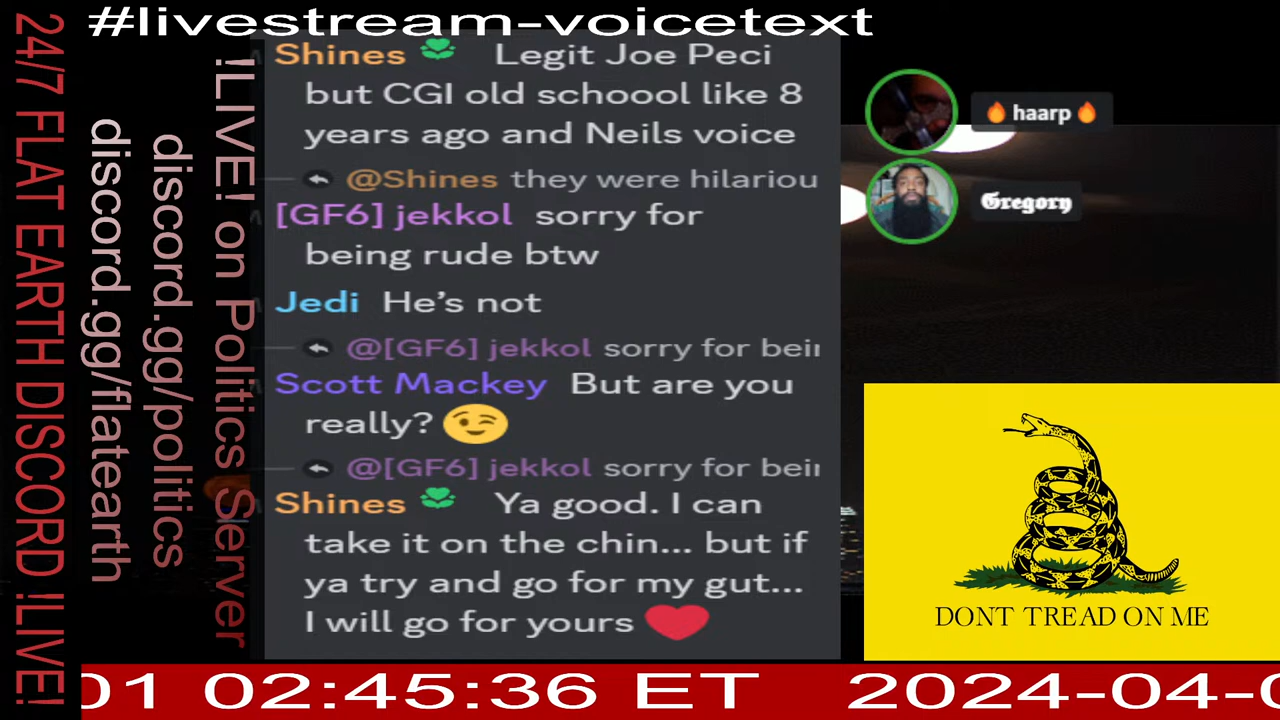 #livestream-voicetext
24/7 FLAT EARTH DISCORD !LIVE!
discord.gg/flatearth
discord.gg/politics
!LIVE! on Politics Server
Shines Legit Joe Peci
but CGI old schoool like 8
years ago and Neils voice
@Shines they were hilariou
[GF6] jekkol sorry for
being rude btw
Jedi He's not
@[GF6] jekkol sorry for bein
Scott Mackey But are you
really? 😉
@[GF6] jekkol sorry for bein
Shines Ya good. I can
take it on the chin... but if
ya try and go for my gut...
I will go for yours ❤️
🔥 haarp 🔥
Gregory
DONT TREAD ON ME
01 02:45:36 ET 2024-04-0